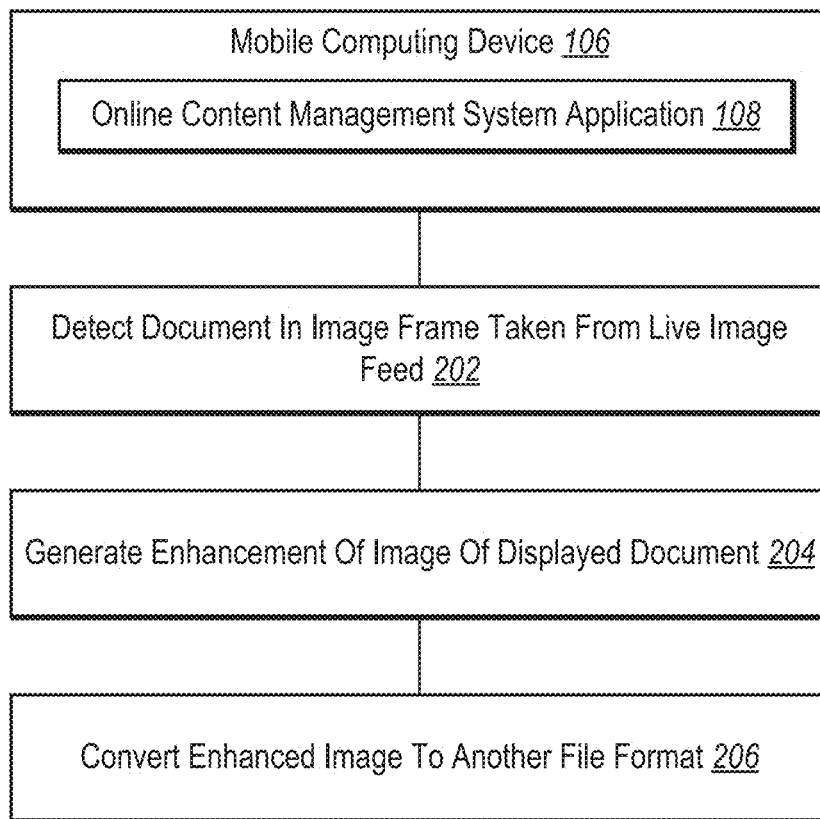 Mobile Computing Device 106
Online Content Management System Application 108
Detect Document In Image Frame Taken From Live Image
Feed 202
Generate Enhancement Of Image Of Displayed Document 204
Convert Enhanced Image To Another File Format 206